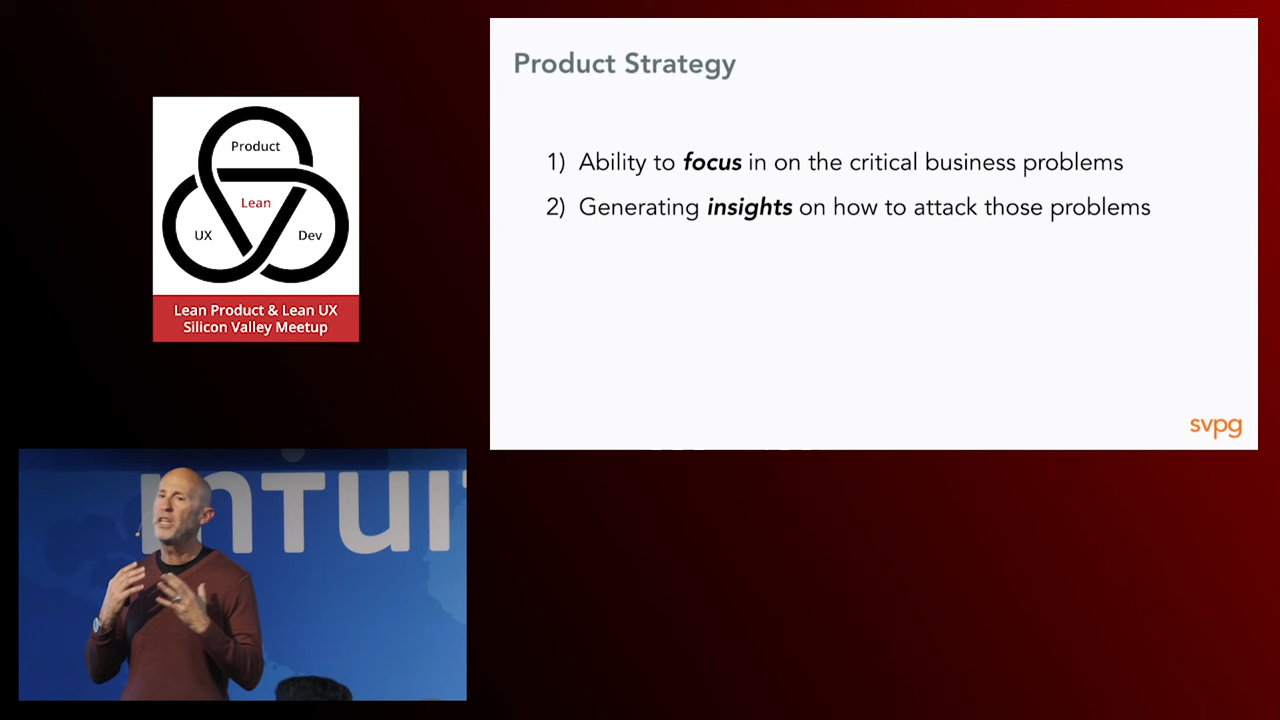 Product
Lean
UX
Dev
Lean Product & Lean UX
Silicon Valley Meetup
Product Strategy
1) Ability to focus in on the critical business problems
2) Generating insights on how to attack those problems
svpg
intuit